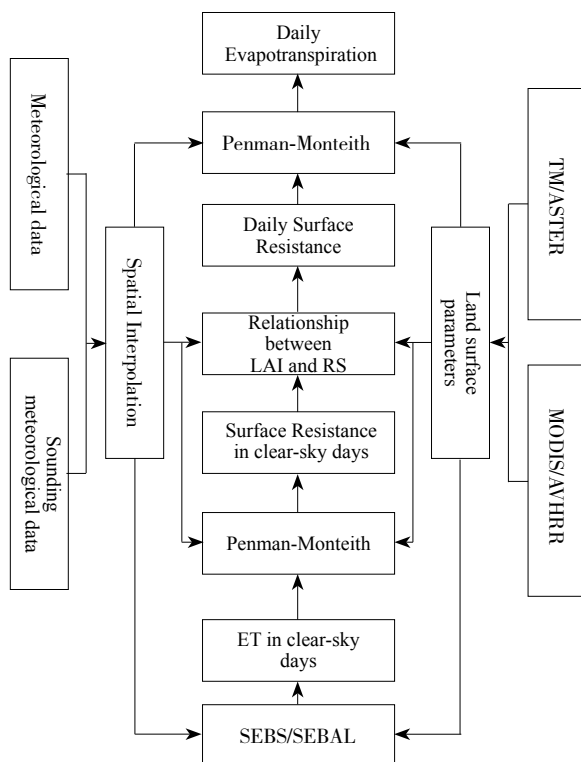 Daily
Evapotranspiration
Penman-Monteith
Daily Surface
Resistance
Relationship
between
LAI and RS
Surface Resistance
in clear-sky days
Penman-Monteith
ET in clear-sky
days
SEBS/SEBAL
Meteorological data
Sounding
meteorological data
Spatial Interpolation
Land surface
parameters
TM/ASTER
MODIS/AVHRR